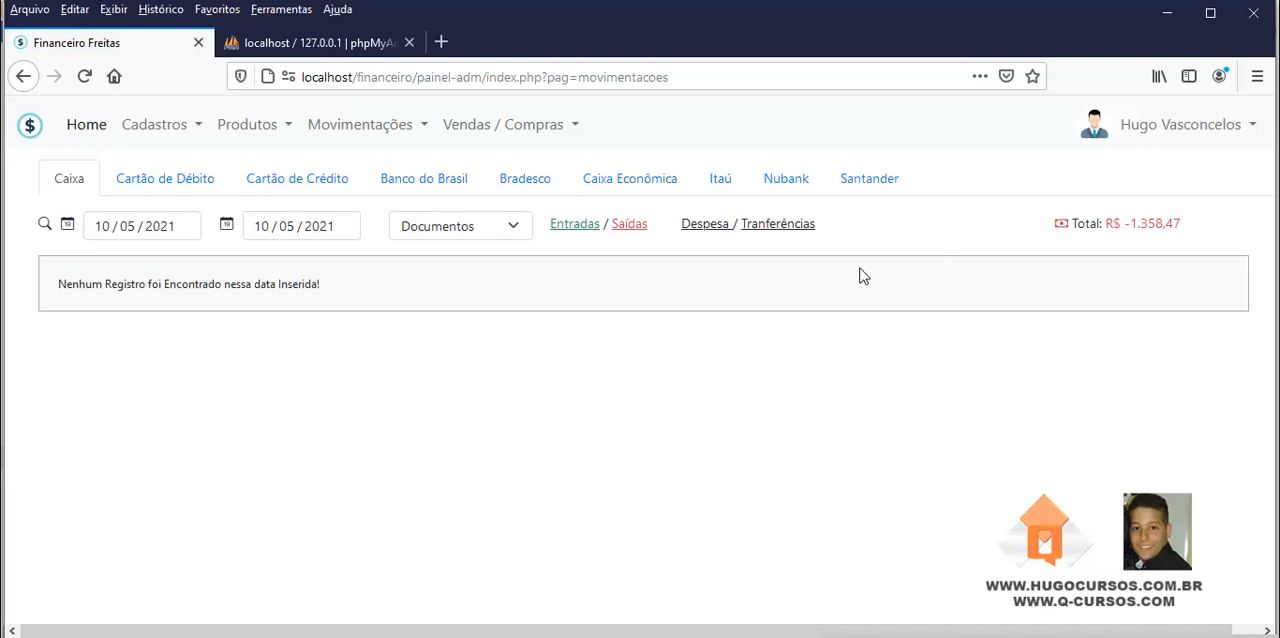 Arquivo Editar Exibir Histórico Favoritos Ferramentas Ajuda
Financeiro Freitas localhost / 127.0.0.1 | phpMyAd
localhost/financeiro/painel-adm/index.php?pag=movimentacoes
$ Home Cadastros Produtos Movimentações Vendas / Compras Hugo Vasconcelos
Caixa Cartão de Débito Cartão de Crédito Banco do Brasil Bradesco Caixa Econômica Itaú Nubank Santander
10 / 05 / 2021 10 / 05 / 2021 Documentos Entradas / Saídas Despesa / Tranferências Total: R$ -1.358,47
Nenhum Registro foi Encontrado nessa data Inserida!
WWW.HUGOCURSOS.COM.BR
WWW.Q-CURSOS.COM